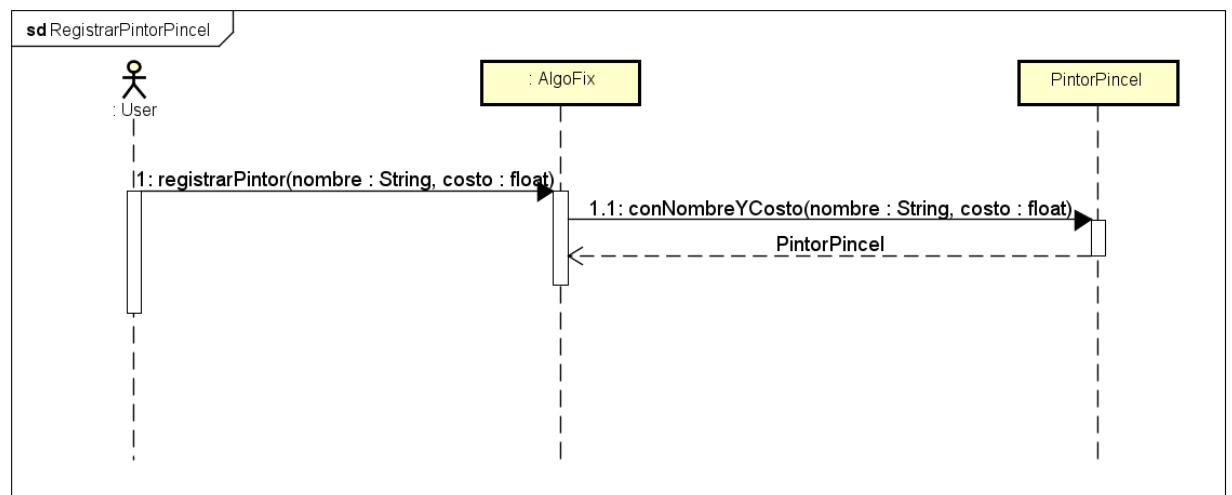 sd RegistrarPintorPincel
: User
: AlgoFix
PintorPincel
1: registrarPintor(nombre : String, costo : float)
1.1: conNombreYCosto(nombre : String, costo : float)
PintorPincel